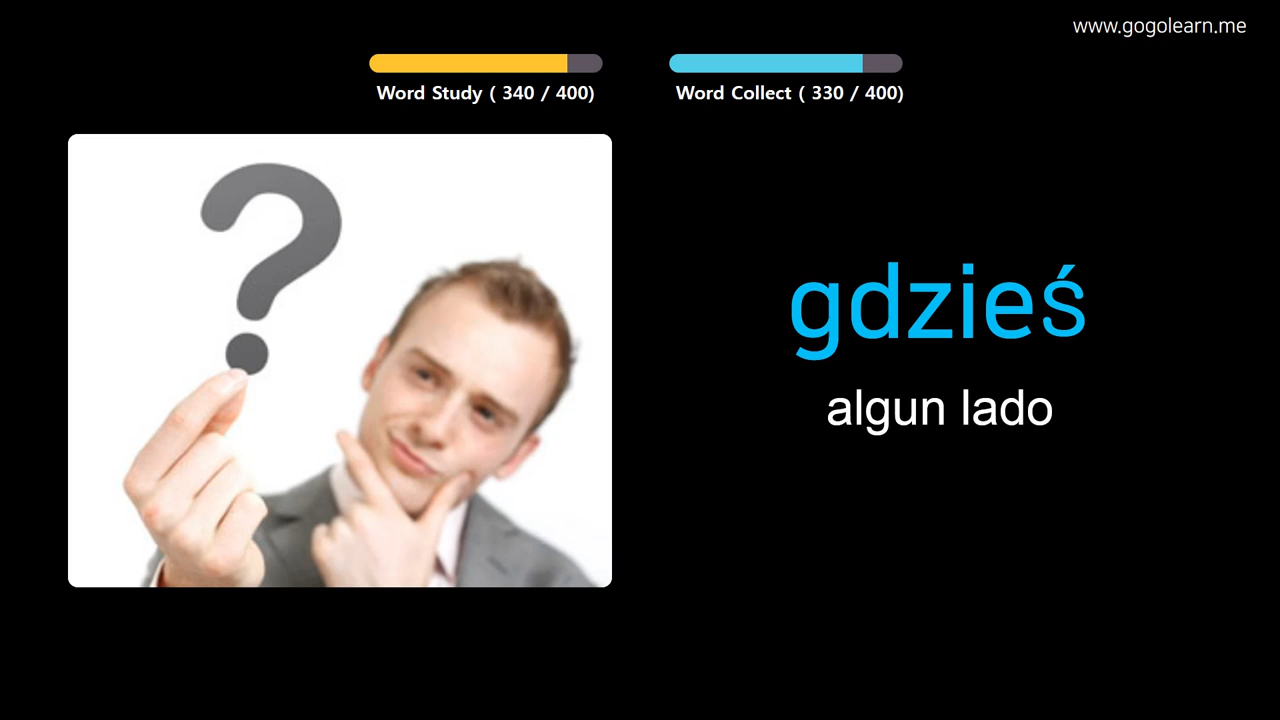 www.gogolearn.me
Word Study ( 340 / 400)
Word Collect ( 330 / 400)
?
gdzieś
algun lado